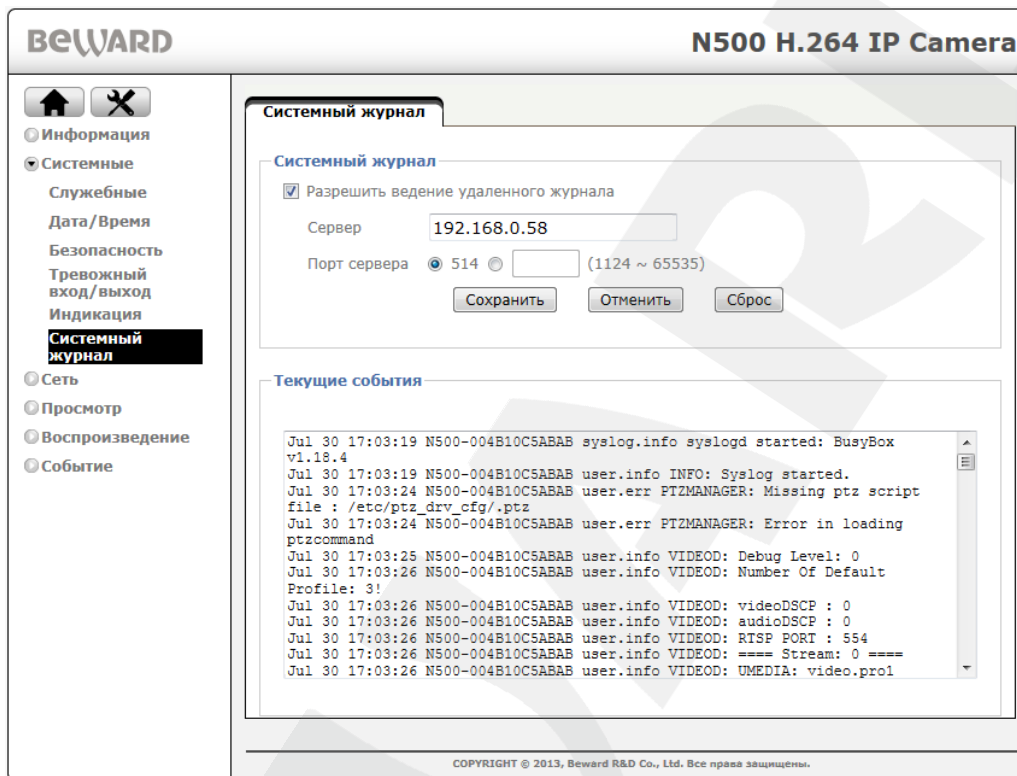 BEWARD
N500 H.264 IP Camera
Информация
Системные
Служебные
Дата/Время
Безопасность
Тревожный
вход/выход
Индикация
Системный
журнал
Сеть
Просмотр
Воспроизведение
Событие
Системный журнал
Системный журнал
Разрешить ведение удаленного журнала
Сервер 192.168.0.58
Порт сервера 514 (1124 ~ 65535)
Сохранить Отменить Сброс
Текущие события
Jul 30 17:03:19 N500-004B10C5ABAB syslog.info syslogd started: BusyBox
v1.18.4
Jul 30 17:03:19 N500-004B10C5ABAB user.info INFO: Syslog started.
Jul 30 17:03:24 N500-004B10C5ABAB user.err PTZMANAGER: Missing ptz script
file : /etc/ptz_drv_cfg/.ptz
Jul 30 17:03:24 N500-004B10C5ABAB user.err PTZMANAGER: Error in loading
ptzcommand
Jul 30 17:03:25 N500-004B10C5ABAB user.info VIDEOD: Debug Level: 0
Jul 30 17:03:26 N500-004B10C5ABAB user.info VIDEOD: Number Of Default
Profile: 3!
Jul 30 17:03:26 N500-004B10C5ABAB user.info VIDEOD: videoDSCP : 0
Jul 30 17:03:26 N500-004B10C5ABAB user.info VIDEOD: audioDSCP : 0
Jul 30 17:03:26 N500-004B10C5ABAB user.info VIDEOD: RTSP PORT : 554
Jul 30 17:03:26 N500-004B10C5ABAB user.info VIDEOD: ==== Stream: 0 ====
Jul 30 17:03:26 N500-004B10C5ABAB user.info VIDEOD: UMEDIA: video.pro1
COPYRIGHT © 2013, Beward R&D Co., Ltd. Все права защищены.